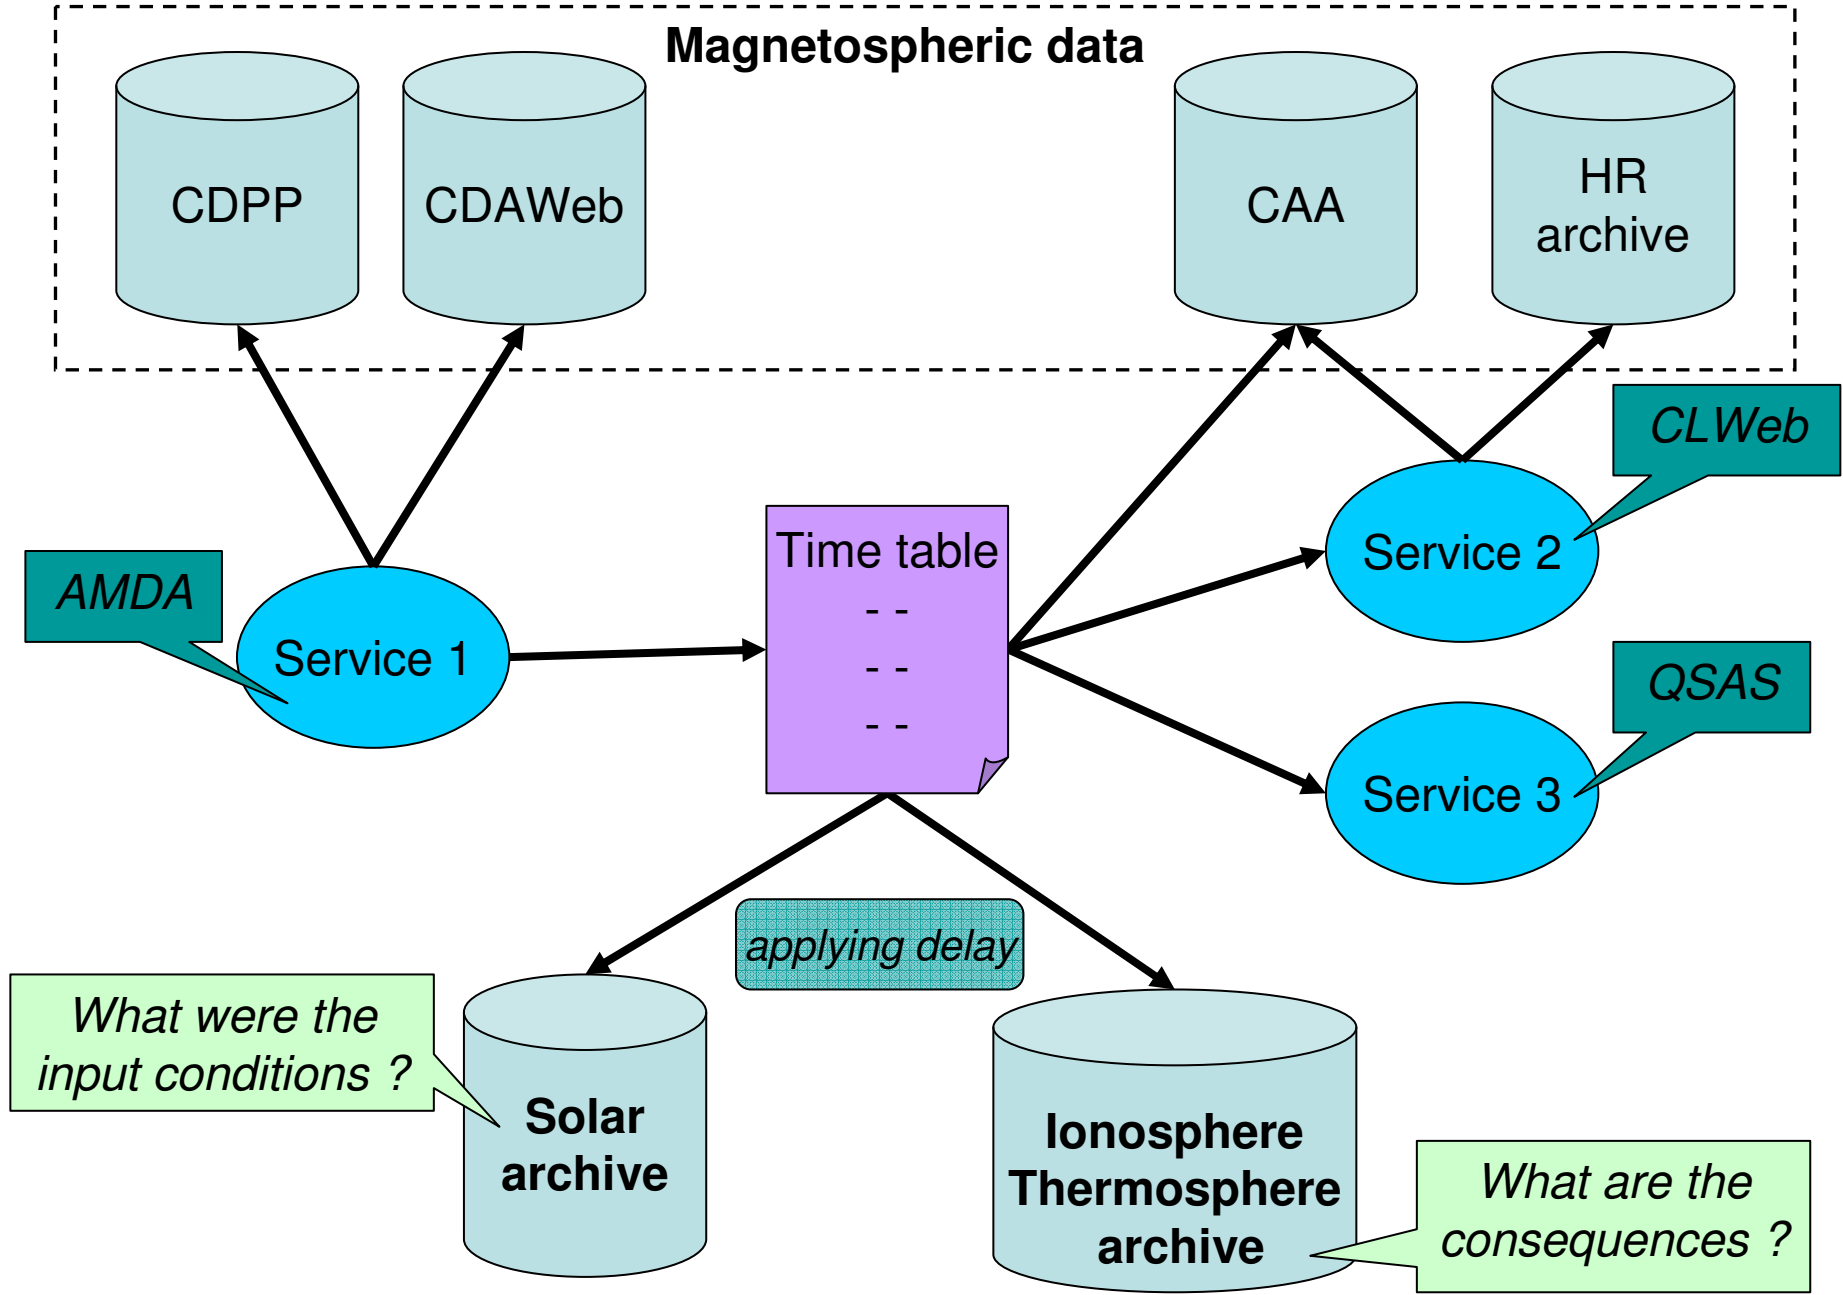 Magnetospheric data
CDPP
CDAWeb
CAA
HR
archive
CLWeb
Time table
- -
- -
- -
Service 2
AMDA
Service 1
QSAS
Service 3
applying delay
What were the
input conditions ?
Solar
archive
Ionosphere
Thermosphere
archive
What are the
consequences ?